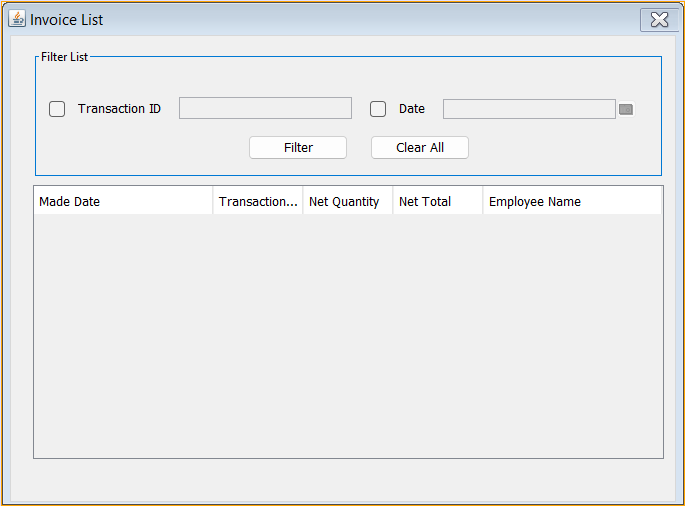 Invoice List
Filter List
Transaction ID
Date
Filter
Clear All
Made Date
Transaction...
Net Quantity
Net Total
Employee Name